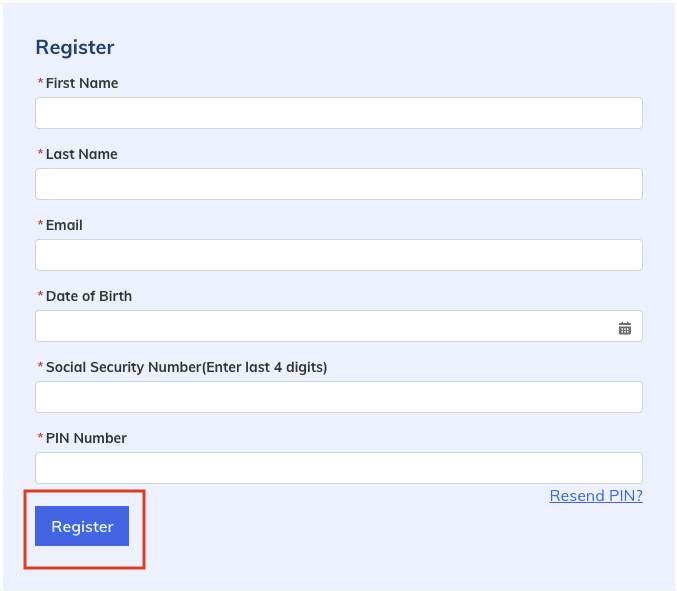 Register
*First Name
*Last Name
*Email
*Date of Birth
*Social Security Number(Enter last 4 digits)
*PIN Number
Resend PIN?
Register